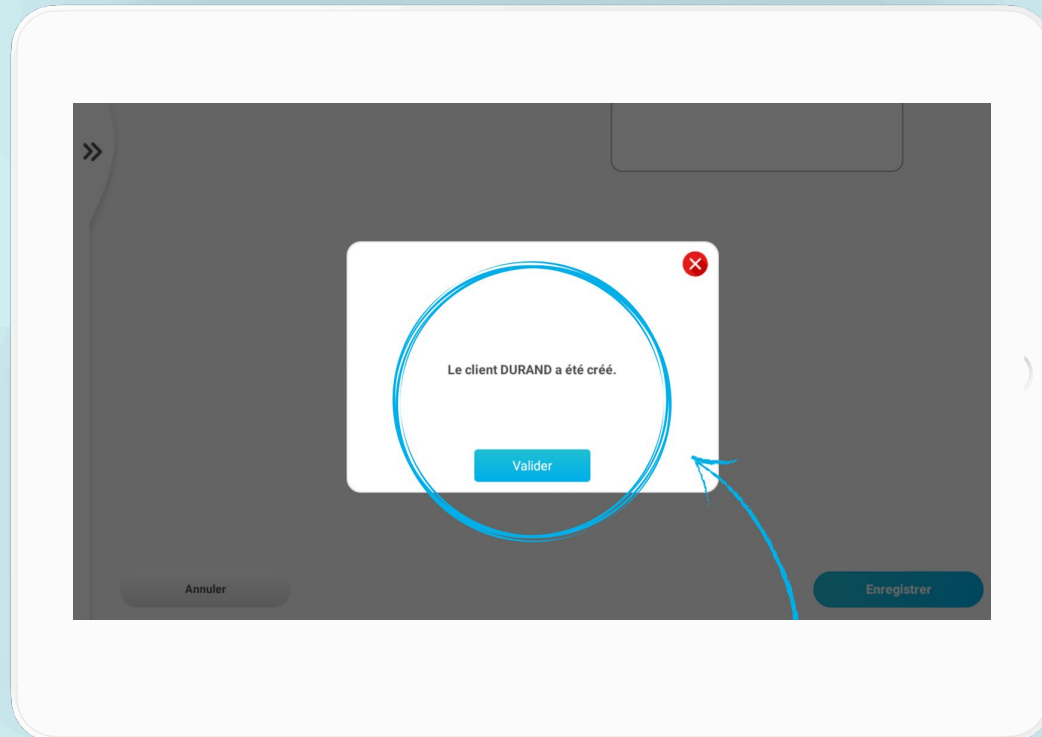 Le client DURAND a été créé.
Valider
Annuler
Enregistrer